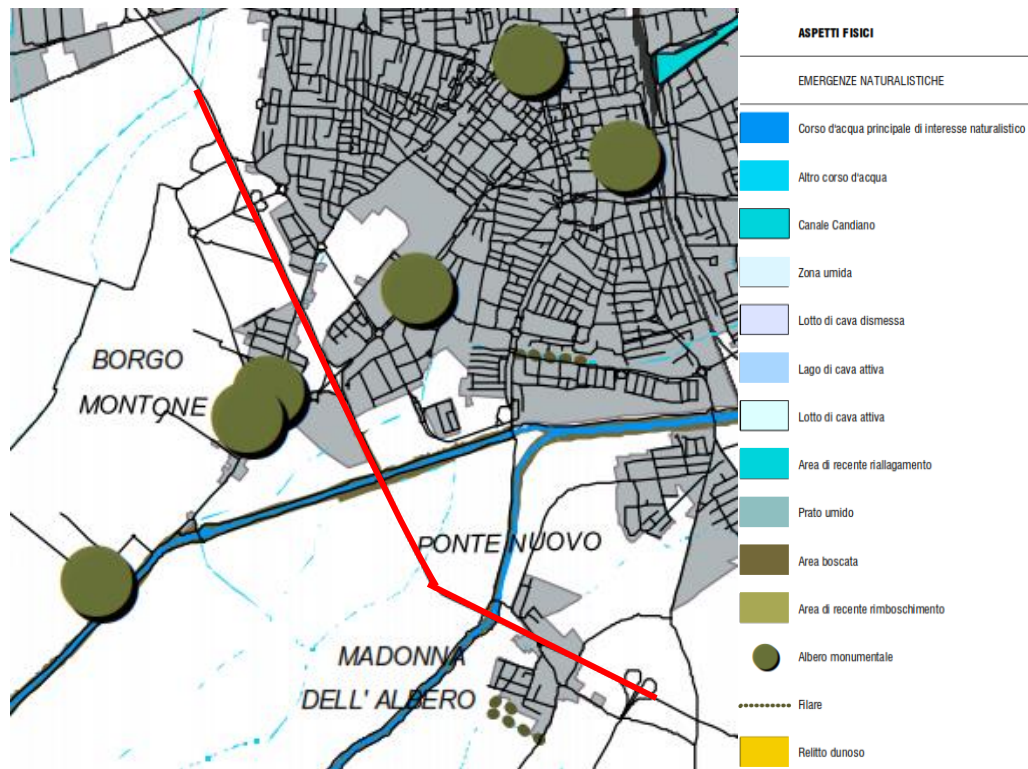 BORGO
MONTONE
PONTE NUOVO
MADONNA
DELL' ALBERO
ASPETTI FISICI
EMERGENZE NATURALISTICHE
Corso d'acqua principale di interesse naturalistico
Altro corso d'acqua
Canale Candiano
Zona umida
Lotto di cava dismessa
Lago di cava attiva
Lotto di cava attiva
Area di recente riallagamento
Prato umido
Area boscata
Area di recente rimboschimento
Albero monumentale
Filare
Relitto dunoso